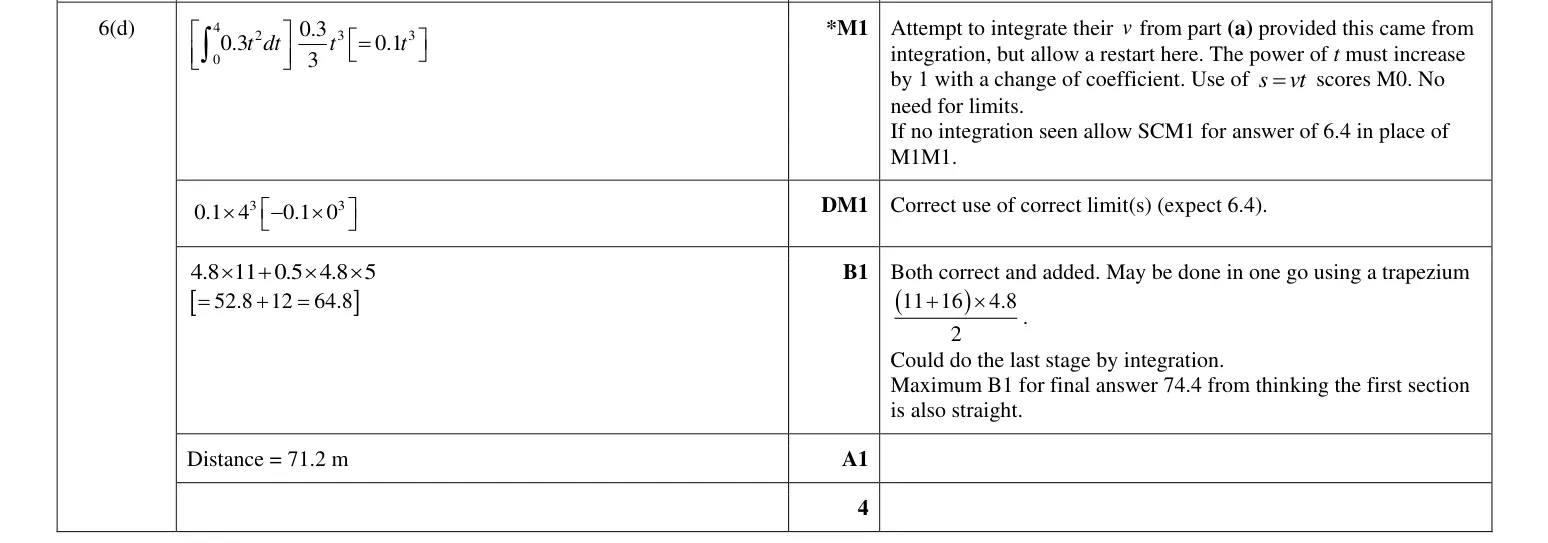 6(d)
[∫₀⁴ 0.3t² dt] 0.3/3 t³ [= 0.1t³]
*M1
Attempt to integrate their v from part (a) provided this came from
integration, but allow a restart here. The power of t must increase
by 1 with a change of coefficient. Use of s = vt scores M0. No
need for limits.
If no integration seen allow SCM1 for answer of 6.4 in place of
M1M1.
0.1 × 4³ [−0.1 × 0³]
DM1
Correct use of correct limit(s) (expect 6.4).
4.8×11 + 0.5×4.8×5
[= 52.8 + 12 = 64.8]
B1
Both correct and added. May be done in one go using a trapezium
(11+16)×4.8
2
.
Could do the last stage by integration.
Maximum B1 for final answer 74.4 from thinking the first section
is also straight.
Distance = 71.2 m
A1
4